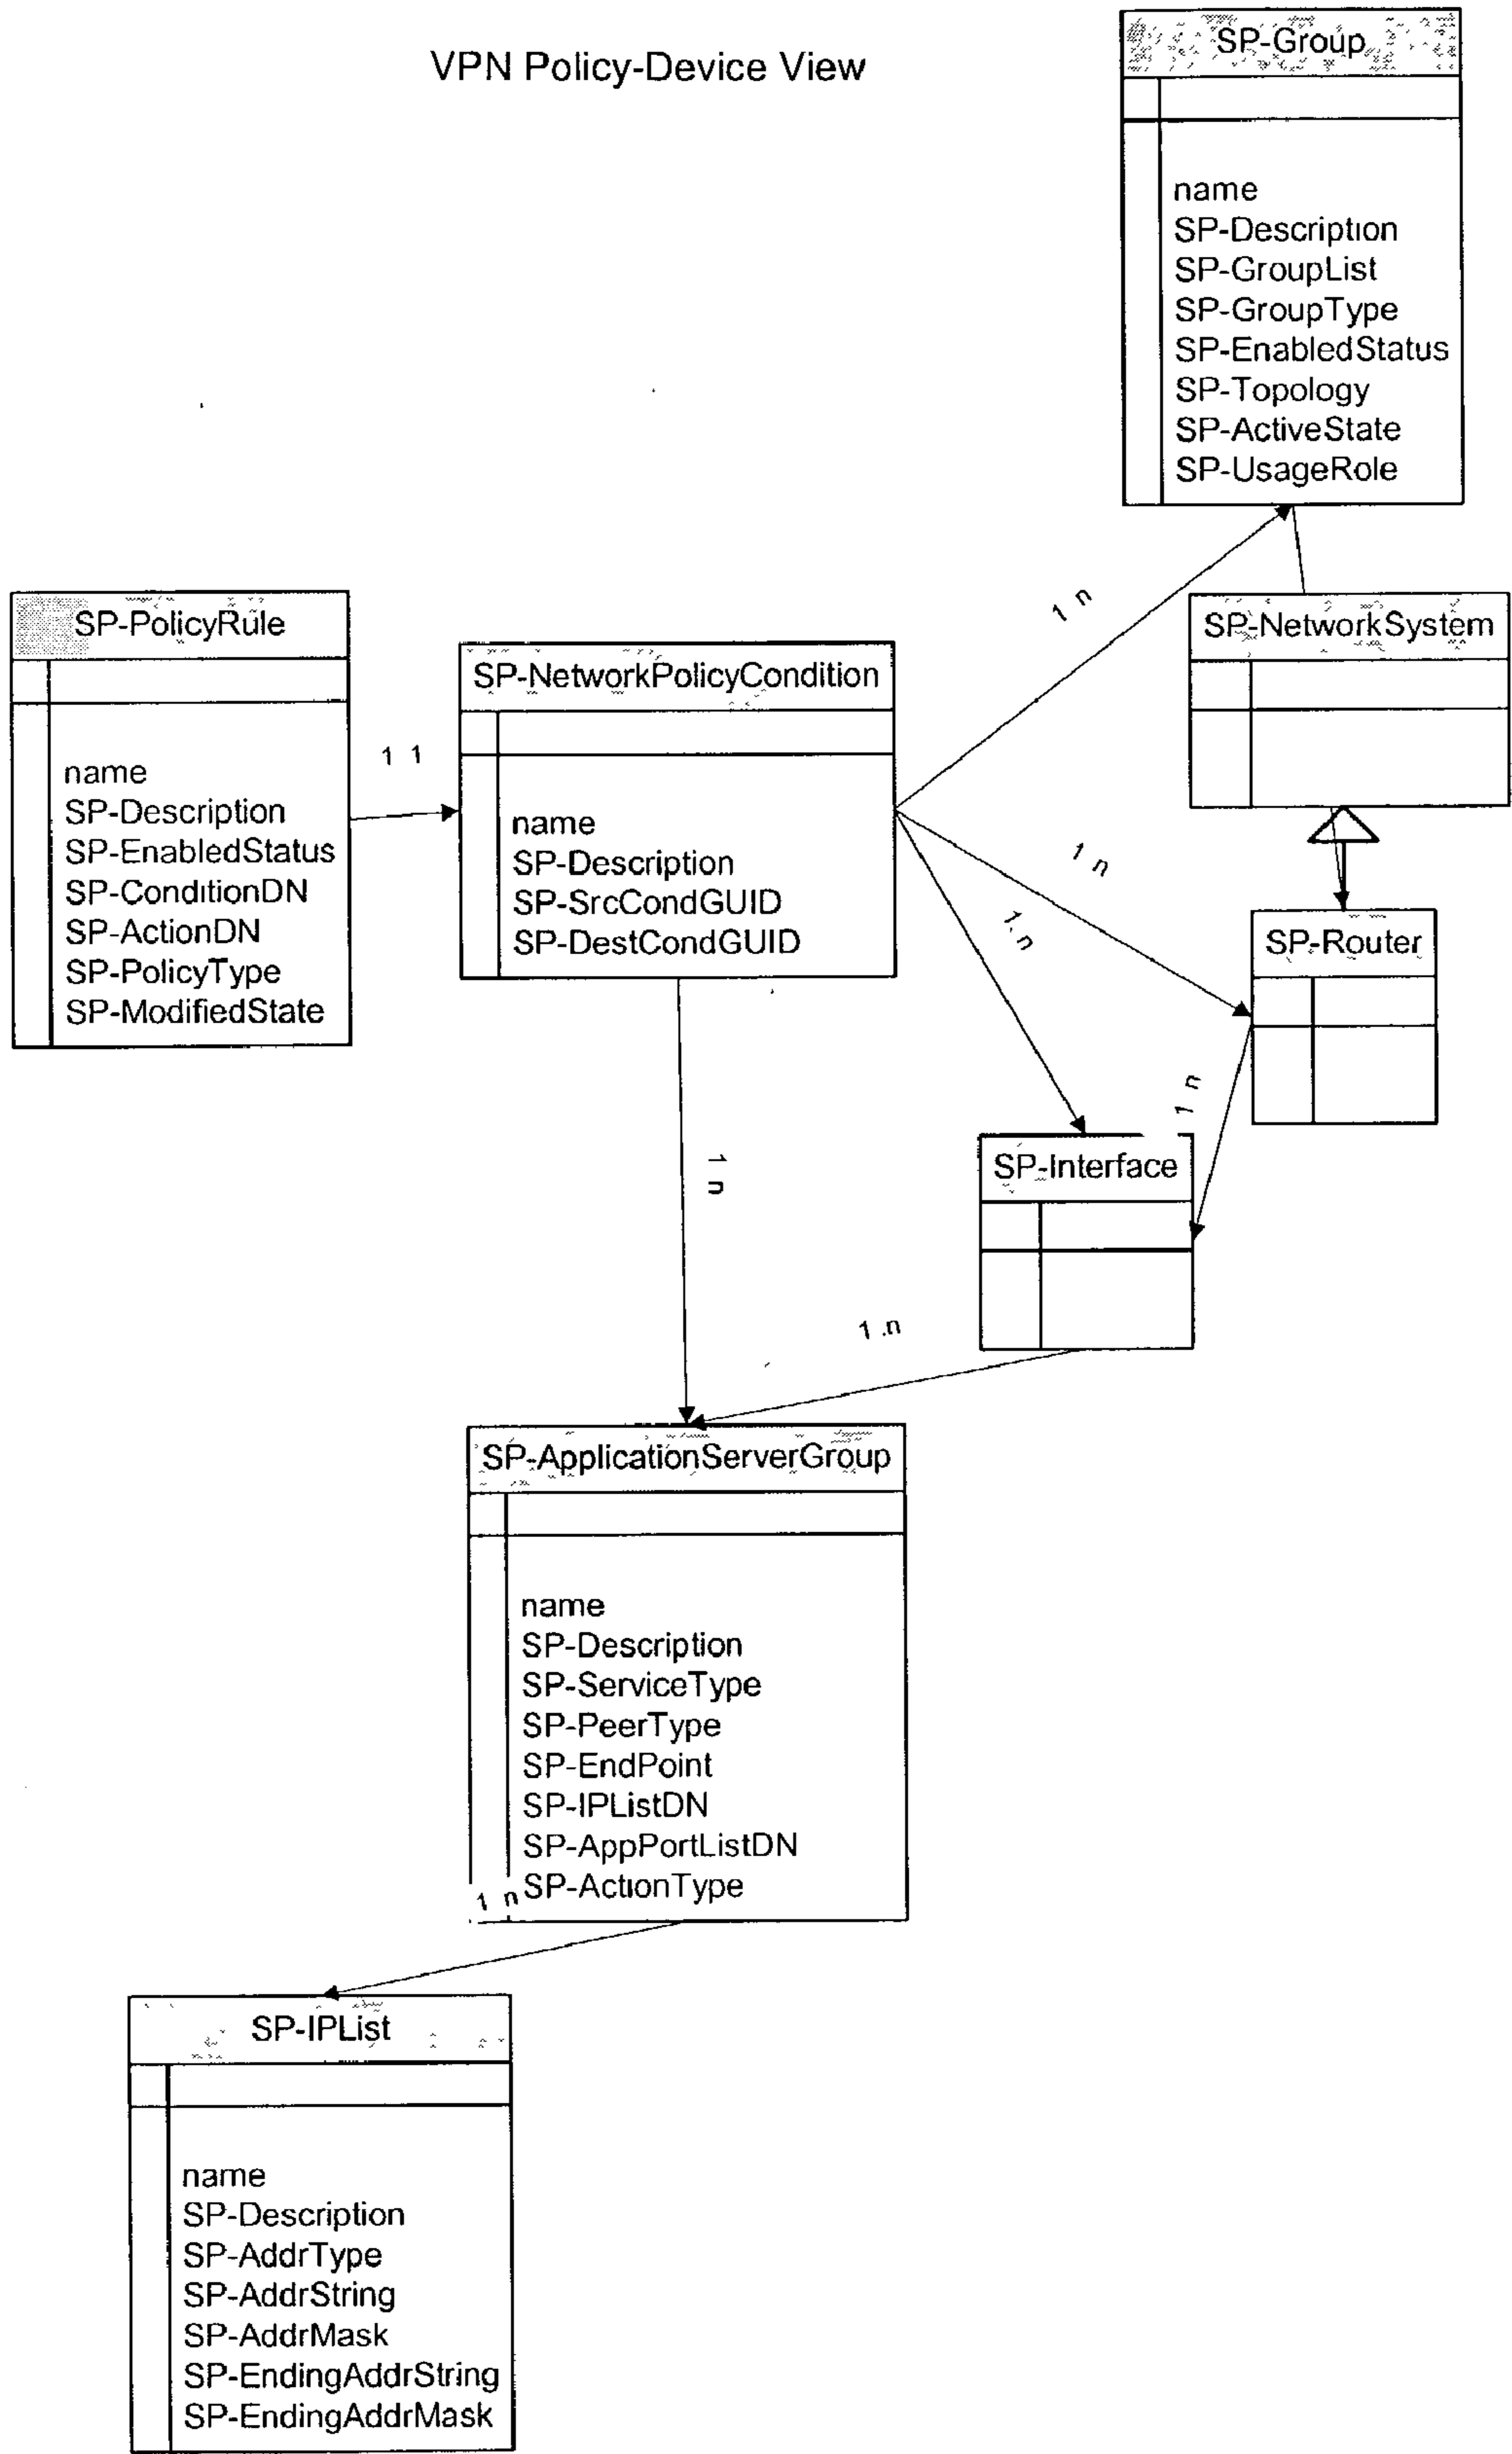 VPN Policy-Device View
SP-Group
name
SP-Description
SP-GroupList
SP-GroupType
SP-EnabledStatus
SP-Topology
SP-ActiveState
SP-UsageRole
1 n
SP-PolicyRule
name
SP-Description
SP-EnabledStatus
SP-ConditionDN
SP-ActionDN
SP-PolicyType
SP-ModifiedState
1 1
SP-NetworkPolicyCondition
name
SP-Description
SP-SrcCondGUID
SP-DestCondGUID
SP-NetworkSystem
1 n
1. n
SP-Router
1 n
SP-Interface
1 n
1 .n
SP-ApplicationServerGroup
name
SP-Description
SP-ServiceType
SP-PeerType
SP-EndPoint
SP-IPListDN
SP-AppPortListDN
SP-ActionType
1 n
SP-IPList
name
SP-Description
SP-AddrType
SP-AddrString
SP-AddrMask
SP-EndingAddrString
SP-EndingAddrMask